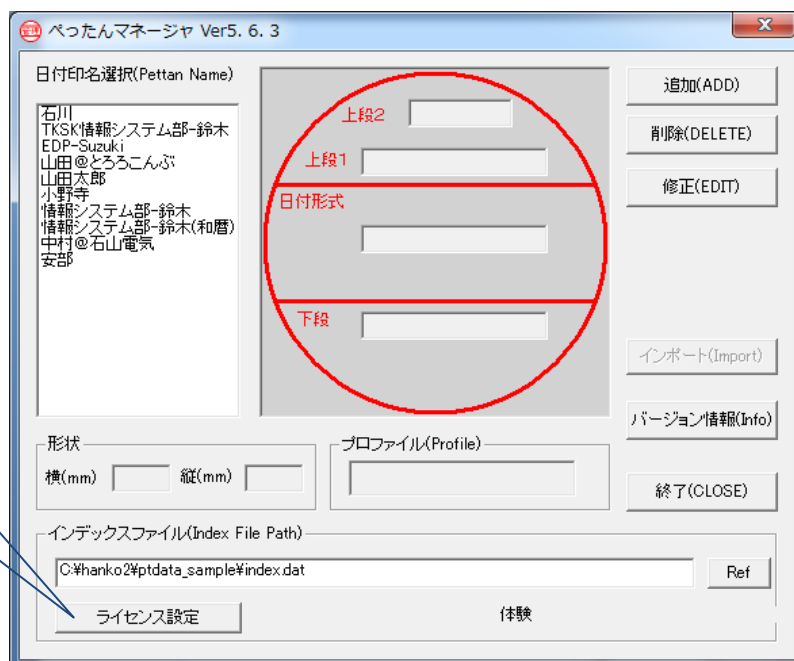 ぺったんマネージャ Ver5. 6. 3
日付印名選択(Pettan Name)
石川
TKSK情報システム部-鈴木
EDP-Suzuki
山田@とろろこんぶ
山田太郎
小野寺
情報システム部-鈴木
情報システム部-鈴木(和暦)
中村@石山電気
安部
上段2
上段1
日付形式
下段
追加(ADD)
削除(DELETE)
修正(EDIT)
インポート(Import)
バージョン情報(Info)
終了(CLOSE)
形状
横(mm)
縦(mm)
プロファイル(Profile)
インデックスファイル(Index File Path)
C:¥hanko2¥ptdata_sample¥index.dat
Ref
ライセンス設定
体験